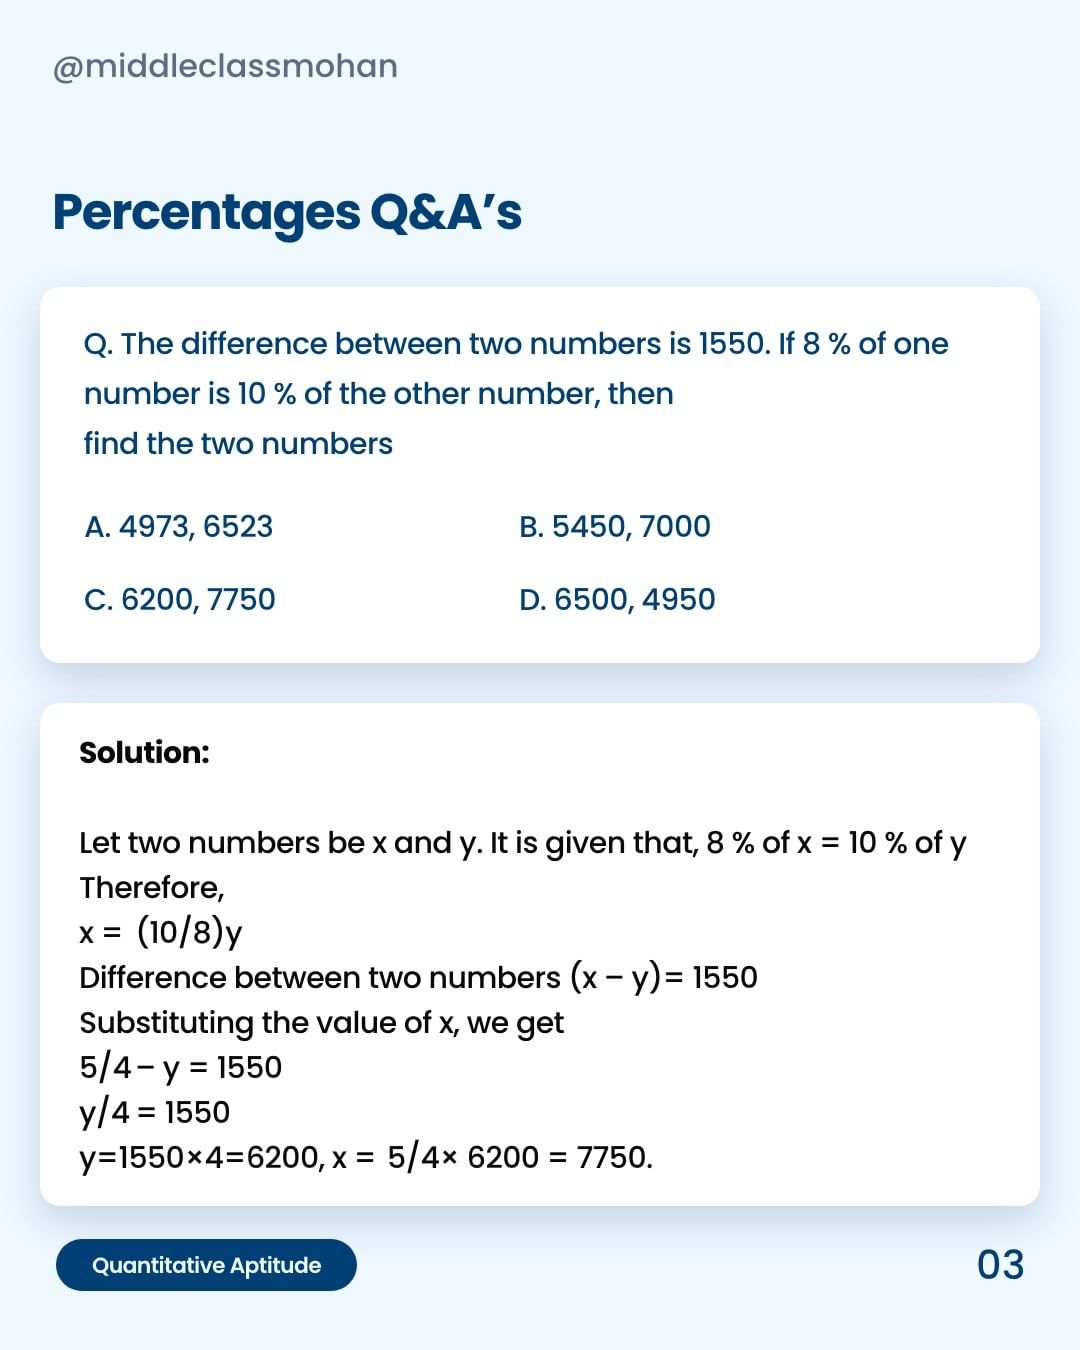 @middleclassmohan
Percentages Q&A’s
Q. The difference between two numbers is 1550. If 8 % of one
number is 10 % of the other number, then
find the two numbers
A. 4973, 6523
B. 5450, 7000
C. 6200, 7750
D. 6500, 4950
Solution:
Let two numbers be x and y. It is given that, 8 % of x = 10 % of y
Therefore,
x = (10/8)y
Difference between two numbers (x – y)= 1550
Substituting the value of x, we get
5/4 – y = 1550
y/4 = 1550
y=1550×4=6200, x = 5/4× 6200 = 7750.
Quantitative Aptitude
03